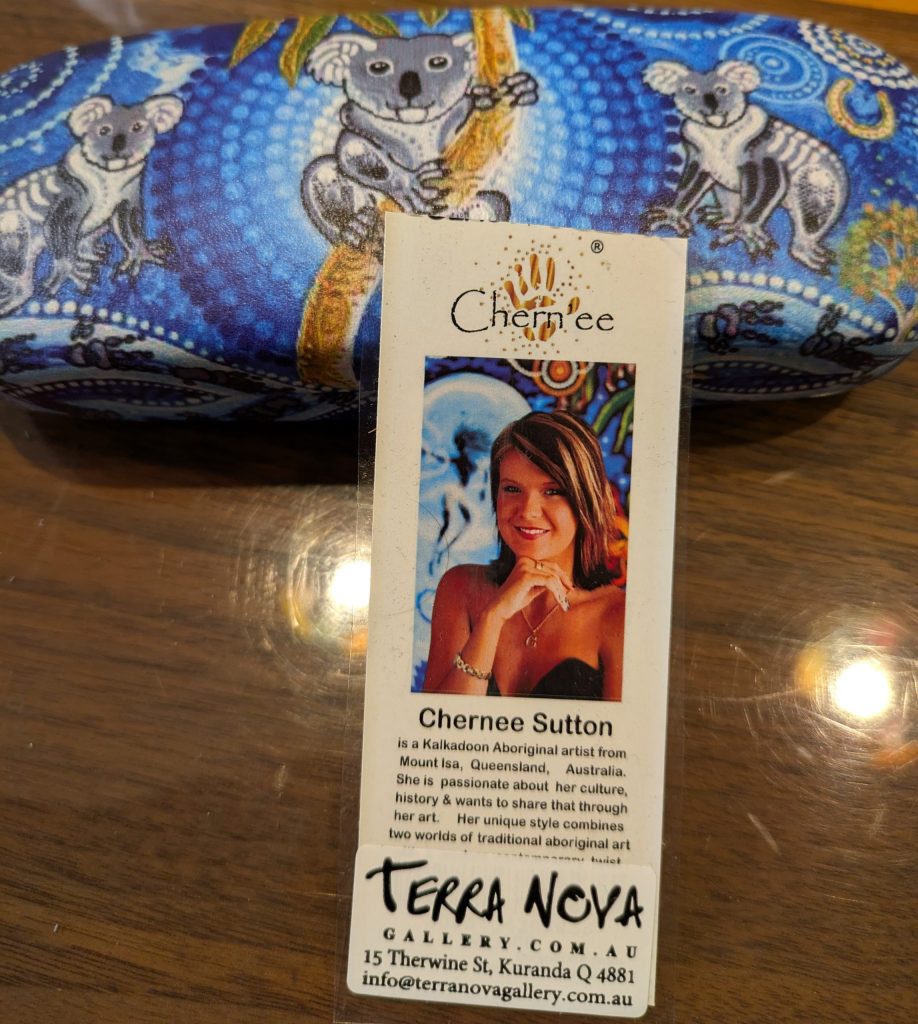 ®
Chern'ee
Chernee Sutton
is a Kalkadoon Aboriginal artist from
Mount Isa, Queensland, Australia.
She is passionate about her culture,
history & wants to share that through
her art. Her unique style combines
two worlds of traditional aboriginal art
contemporary twist
TERRA NOVA
GALLERY.COM.AU
15 Therwine St, Kuranda Q 4881
info@terranovagallery.com.au